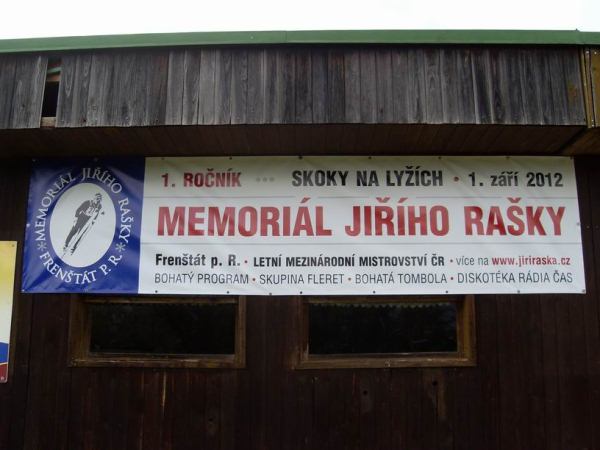 MEMORIÁL JIŘÍHO RAŠKY
FRENŠTÁT P. R.
1. ROČNÍK ••• SKOKY NA LYŽÍCH • 1. září 2012
MEMORIÁL JIŘÍHO RAŠKY
Frenštát p. R. • LETNÍ MEZINÁRODNÍ MISTROVSTVÍ ČR • více na www.jiriraska.cz
BOHATÝ PROGRAM • SKUPINA FLERET • BOHATÁ TOMBOLA • DISKOTÉKA RÁDIA ČAS